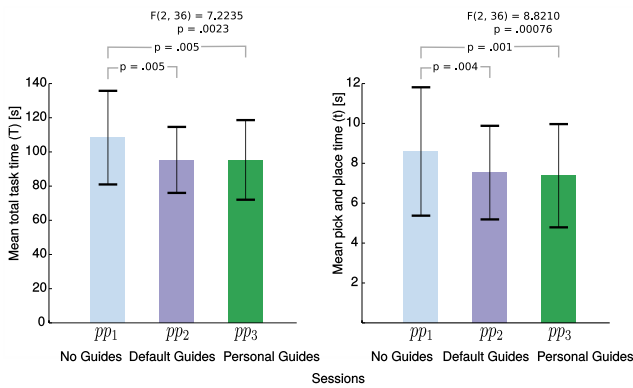 F(2, 36) = 7.2235
p = .0023
p = .005
p = .005
Mean total task time (T) [s]
140
120
100
80
60
40
20
0
pp1
pp2
pp3
No Guides
Default Guides
Personal Guides
F(2, 36) = 8.8210
p = .00076
p = .001
p = .004
Mean pick and place time (t) [s]
12
10
8
6
4
2
pp1
pp2
pp3
No Guides
Default Guides
Personal Guides
Sessions